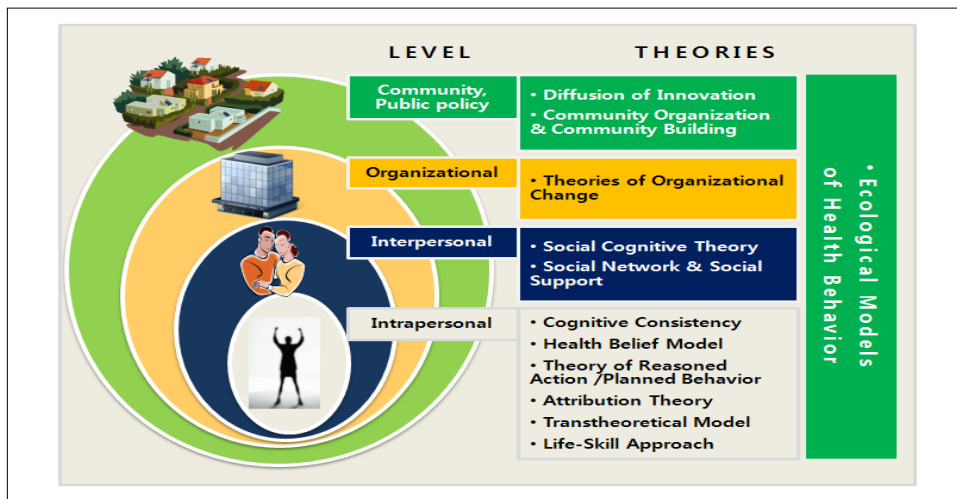 LEVEL
THEORIES
Community,
Public policy
• Diffusion of Innovation
• Community Organization
& Community Building
Organizational
• Theories of Organizational
Change
Interpersonal
• Social Cognitive Theory
• Social Network & Social
Support
Intrapersonal
• Cognitive Consistency
• Health Belief Model
• Theory of Reasoned
Action /Planned Behavior
• Attribution Theory
• Transtheoretical Model
• Life-Skill Approach
• Ecological Models
of Health Behavior